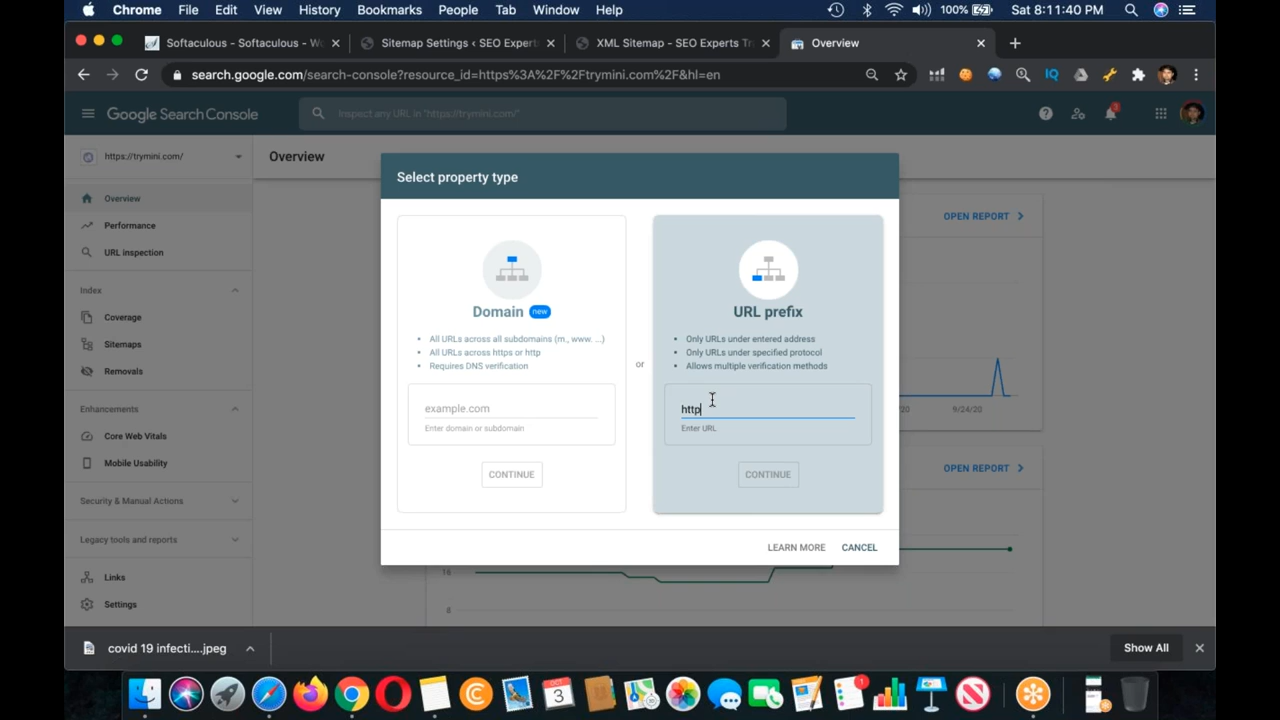 Chrome File Edit View History Bookmarks People Tab Window Help 100% Sat 8:11:40 PM
Softaculous - Softaculous - W
Sitemap Settings ‹ SEO Expert
XML Sitemap - SEO Experts Tr
Overview
search.google.com/search-console?resource_id=https%3A%2F%2Ftrymini.com%2F&hl=en
IQ
Google Search Console
Inspect any URL in "https://trymini.com/"
https://trymini.com/
Overview
Overview
Performance
URL inspection
Index
Coverage
Sitemaps
Removals
Enhancements
Core Web Vitals
Mobile Usability
Security & Manual Actions
Legacy tools and reports
Links
Settings
Select property type
Domain new
All URLs across all subdomains (m., www. ...)
All URLs across https or http
Requires DNS verification
example.com
Enter domain or subdomain
CONTINUE
or
URL prefix
Only URLs under entered address
Only URLs under specified protocol
Allows multiple verification methods
http
Enter URL
CONTINUE
LEARN MORE CANCEL
OPEN REPORT
/20 9/24/20
OPEN REPORT
16
8
covid 19 infecti....jpeg
Show All
OCT
3
1